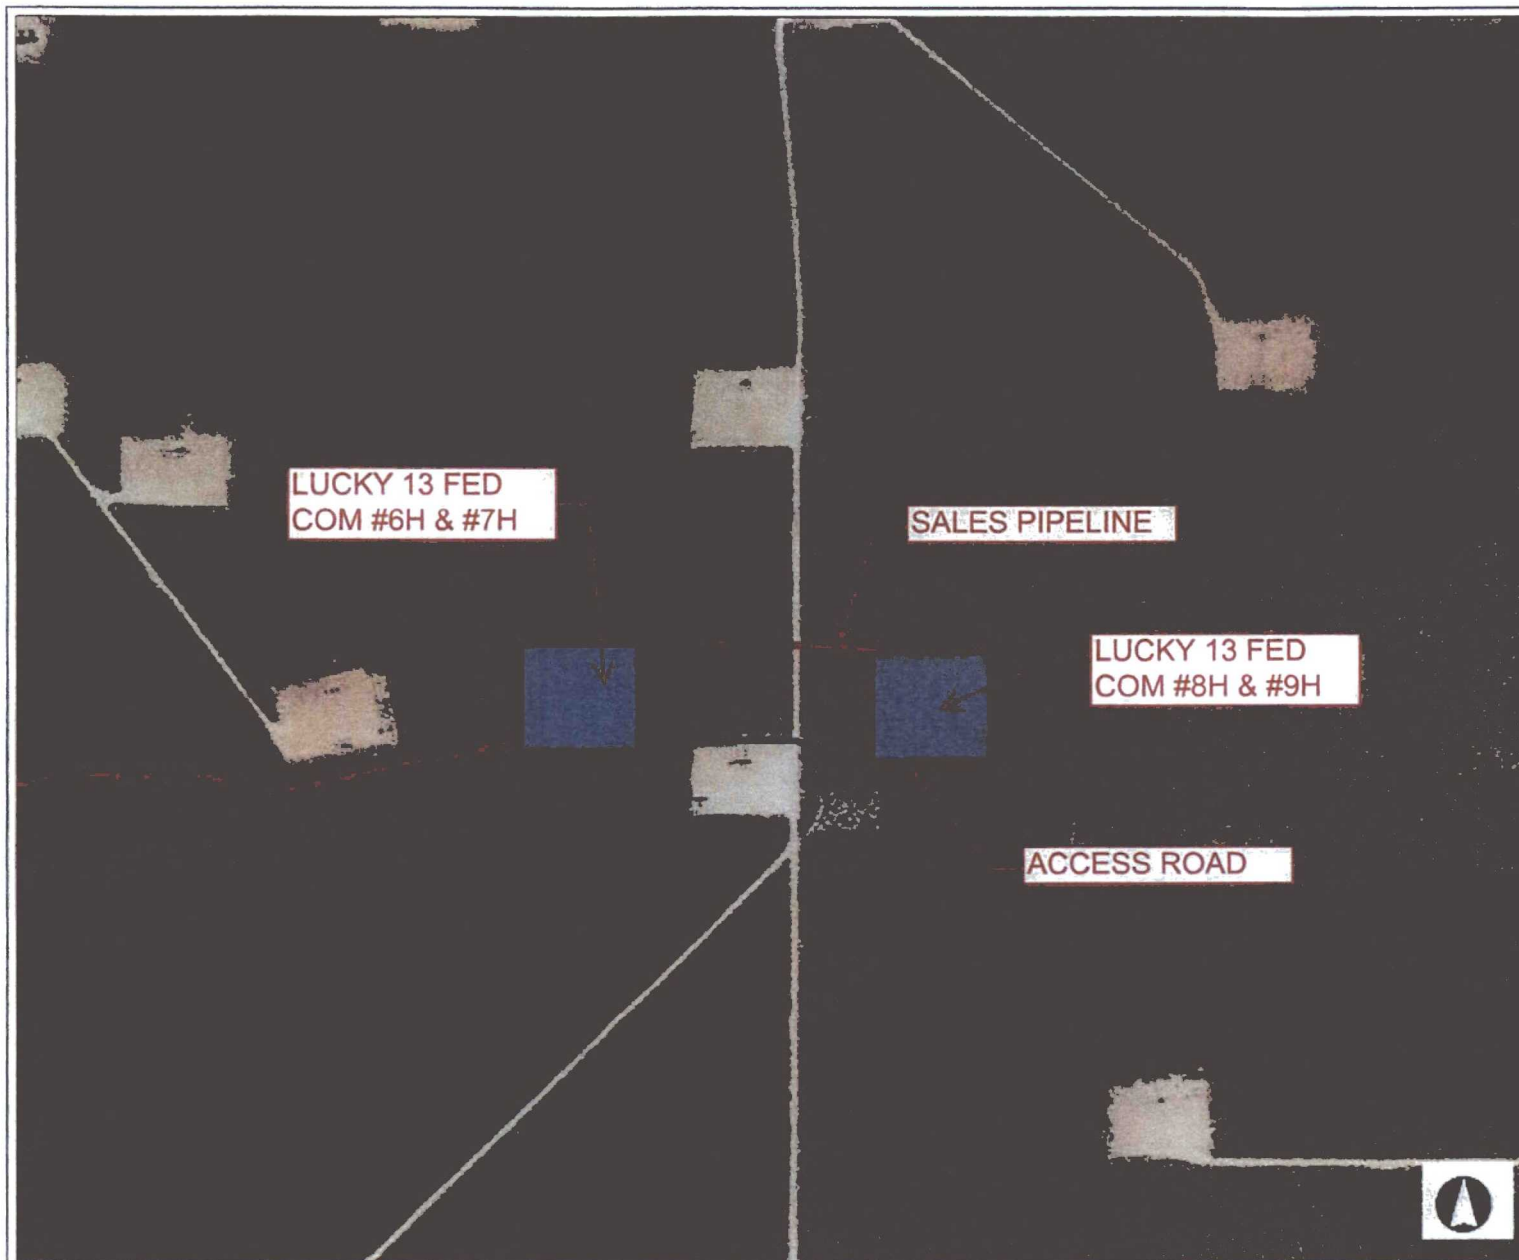 LUCKY 13 FED
COM #6H & #7H
SALES PIPELINE
LUCKY 13 FED
COM #8H & #9H
ACCESS ROAD